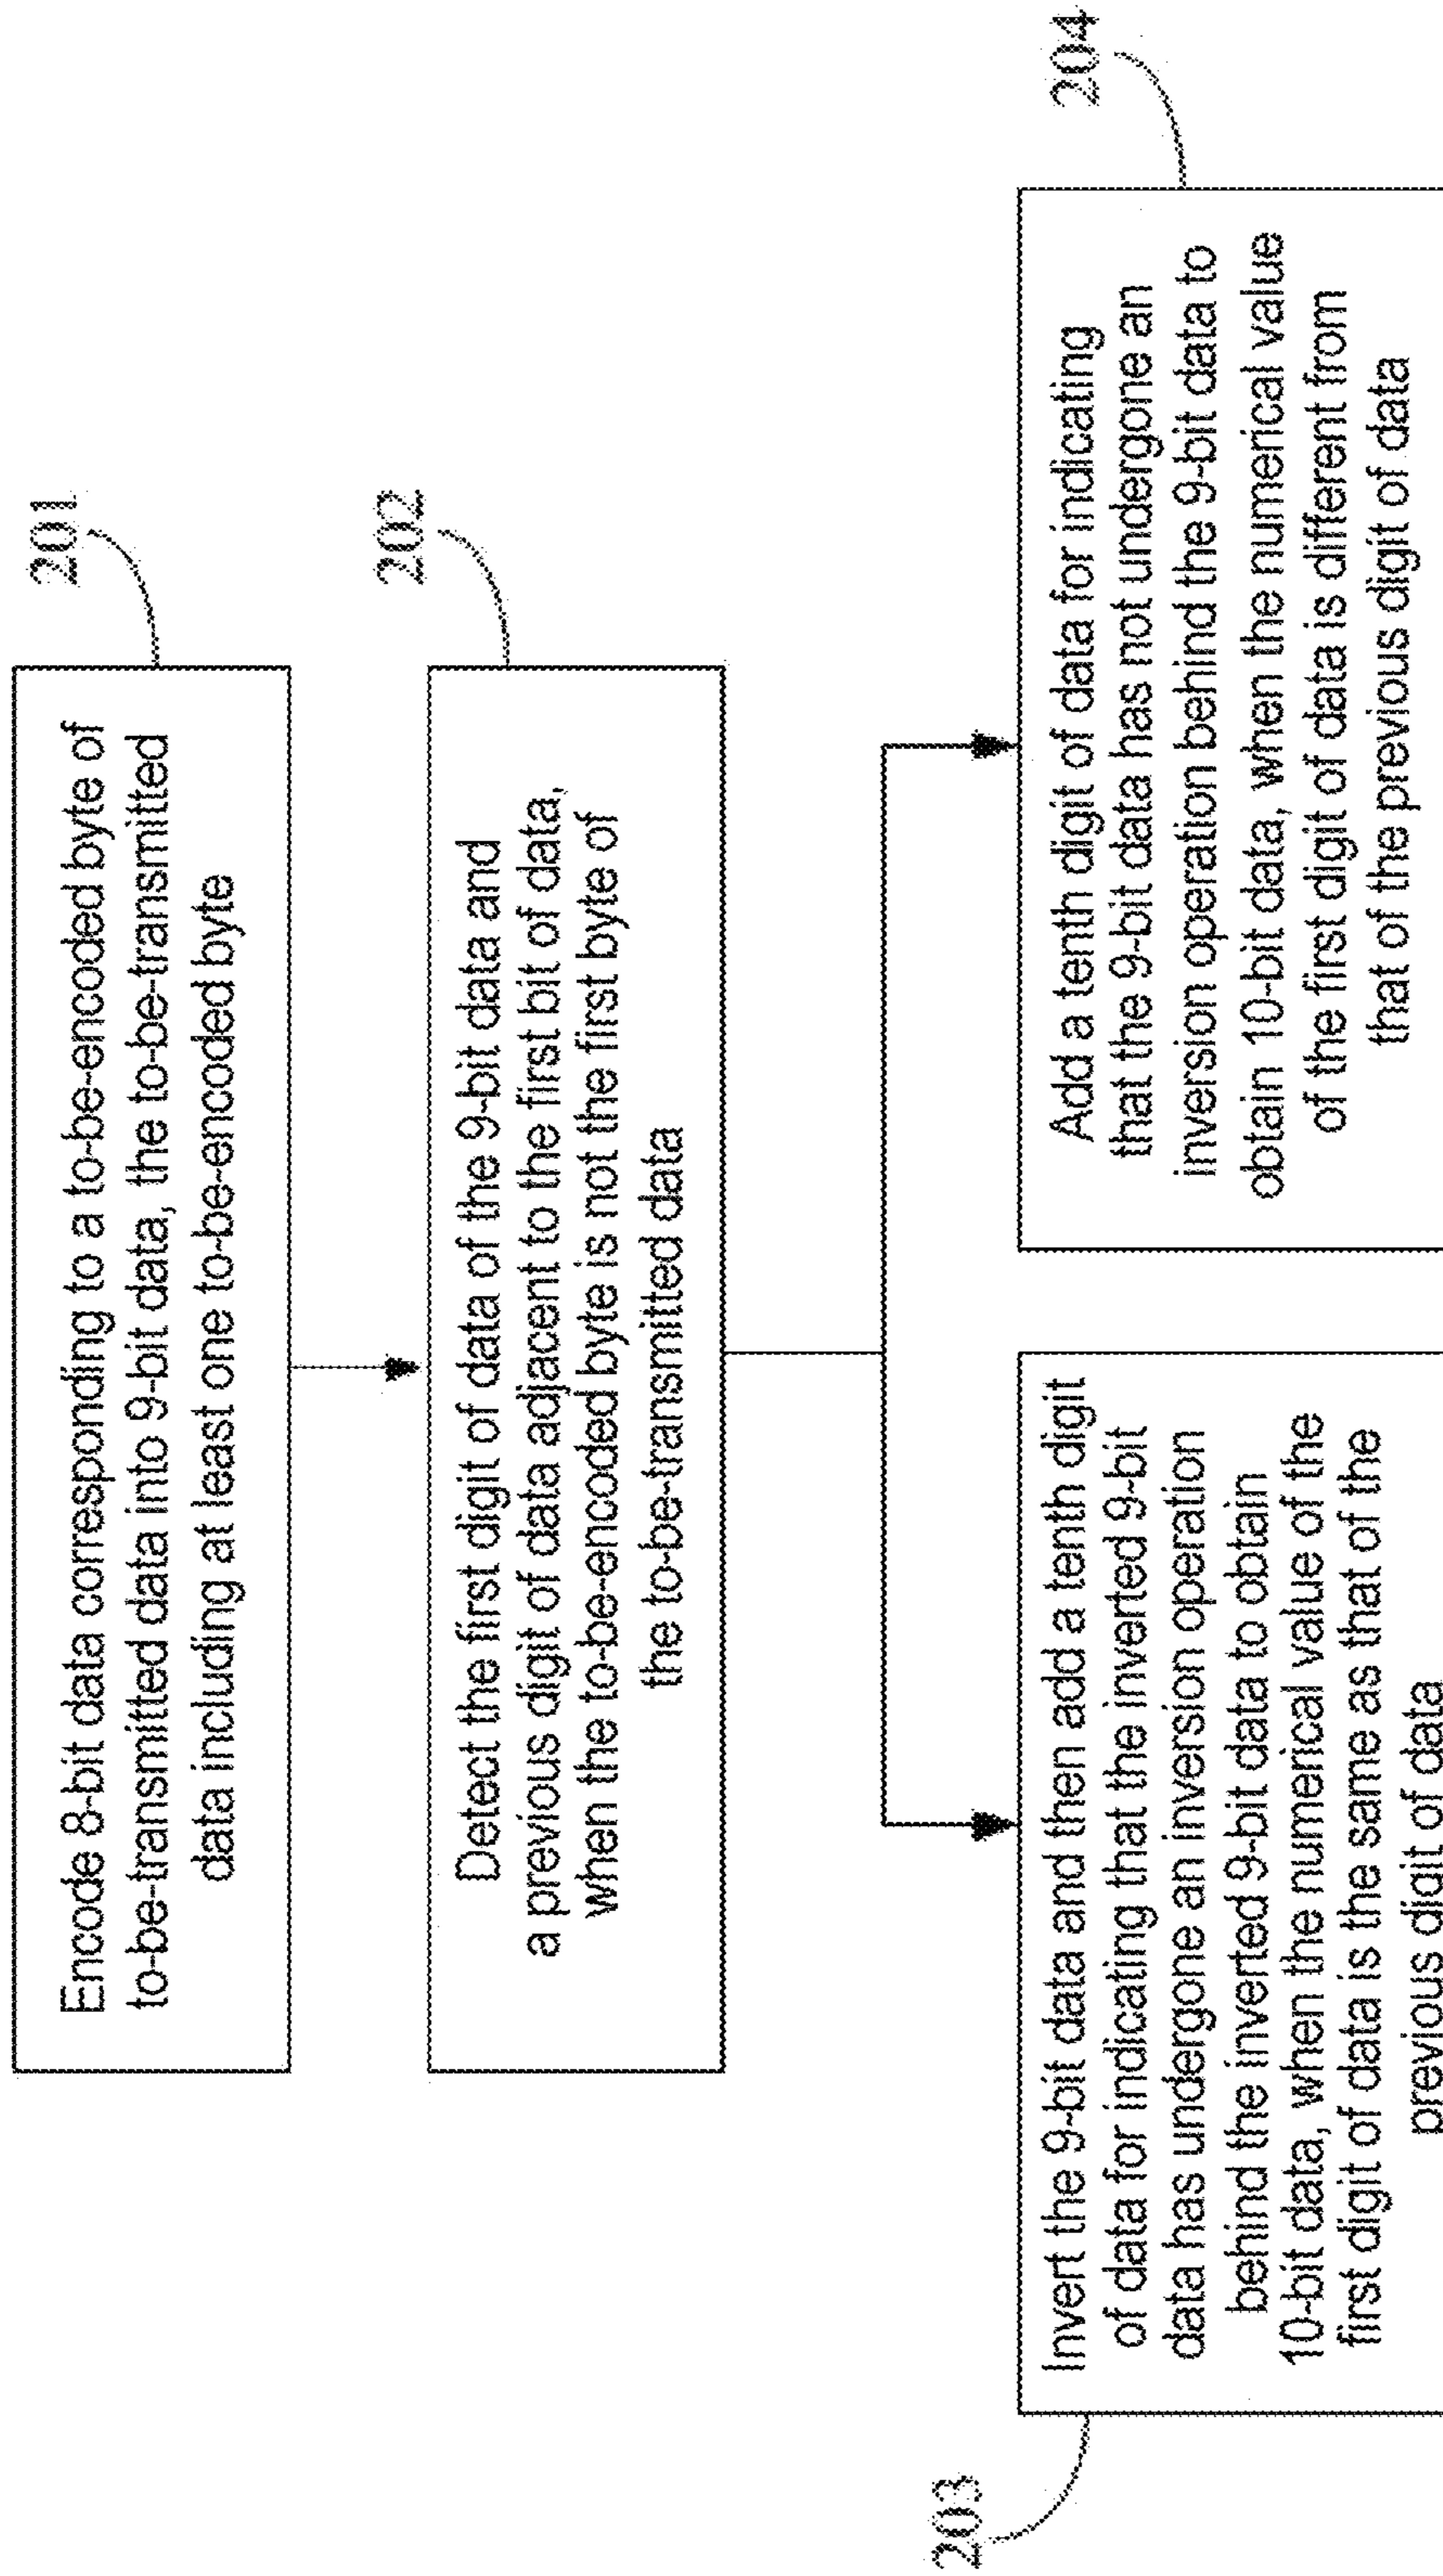 201
Encode 8-bit data corresponding to a to-be-encoded byte of
to-be-transmitted data into 9-bit data, the to-be-transmitted
data including at least one to-be-encoded byte
202
Detect the first digit of data of the 9-bit data and
a previous digit of data adjacent to the first bit of data,
when the to-be-encoded byte is not the first byte of
the to-be-transmitted data
203
Invert the 9-bit data and then add a tenth digit
of data for indicating that the inverted 9-bit
data has undergone an inversion operation
behind the inverted 9-bit data to obtain
10-bit data, when the numerical value of the
first digit of data is the same as that of the
previous digit of data
204
Add a tenth digit of data for indicating
that the 9-bit data has not undergone an
inversion operation behind the 9-bit data to
obtain 10-bit data, when the numerical value
of the first digit of data is different from
that of the previous digit of data